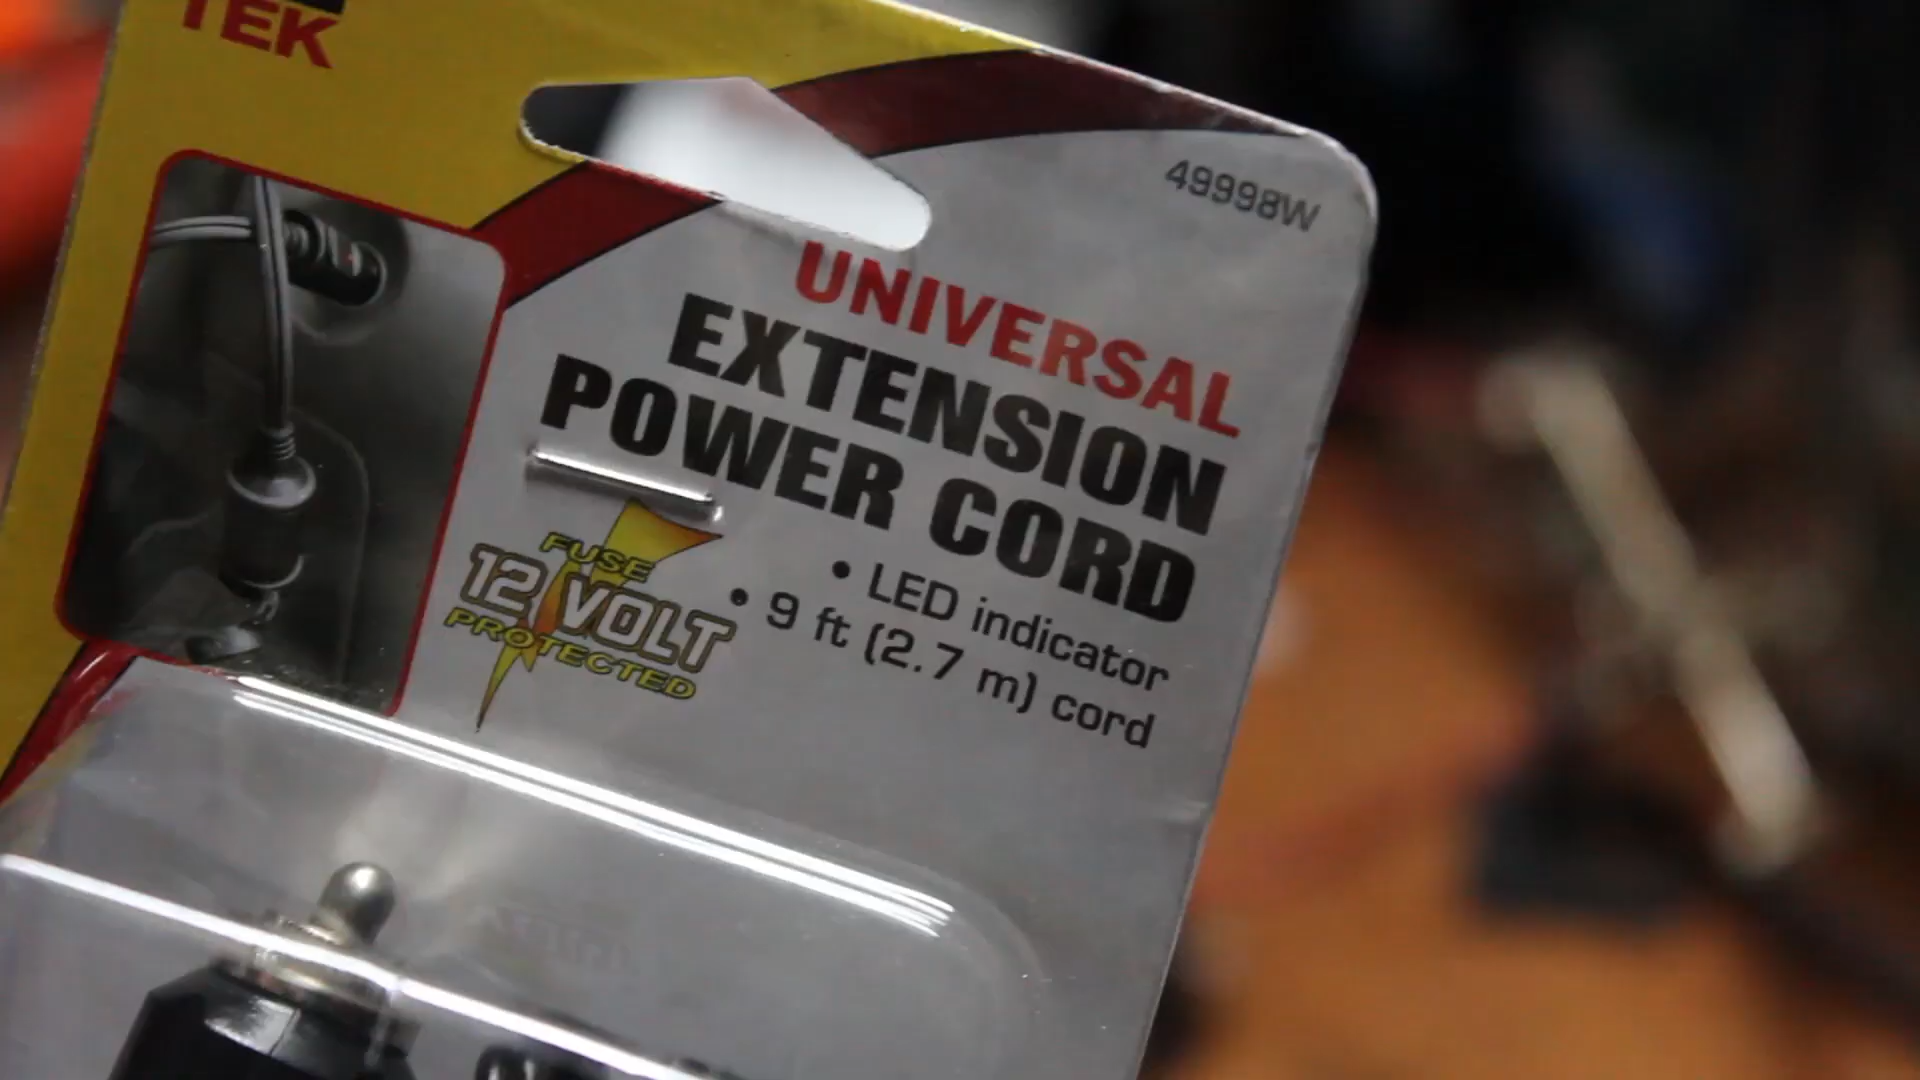 TEK
49998W
UNIVERSAL
EXTENSION
POWER CORD
FUSE
12 VOLT
PROTECTED
• LED indicator
• 9 ft (2.7 m) cord